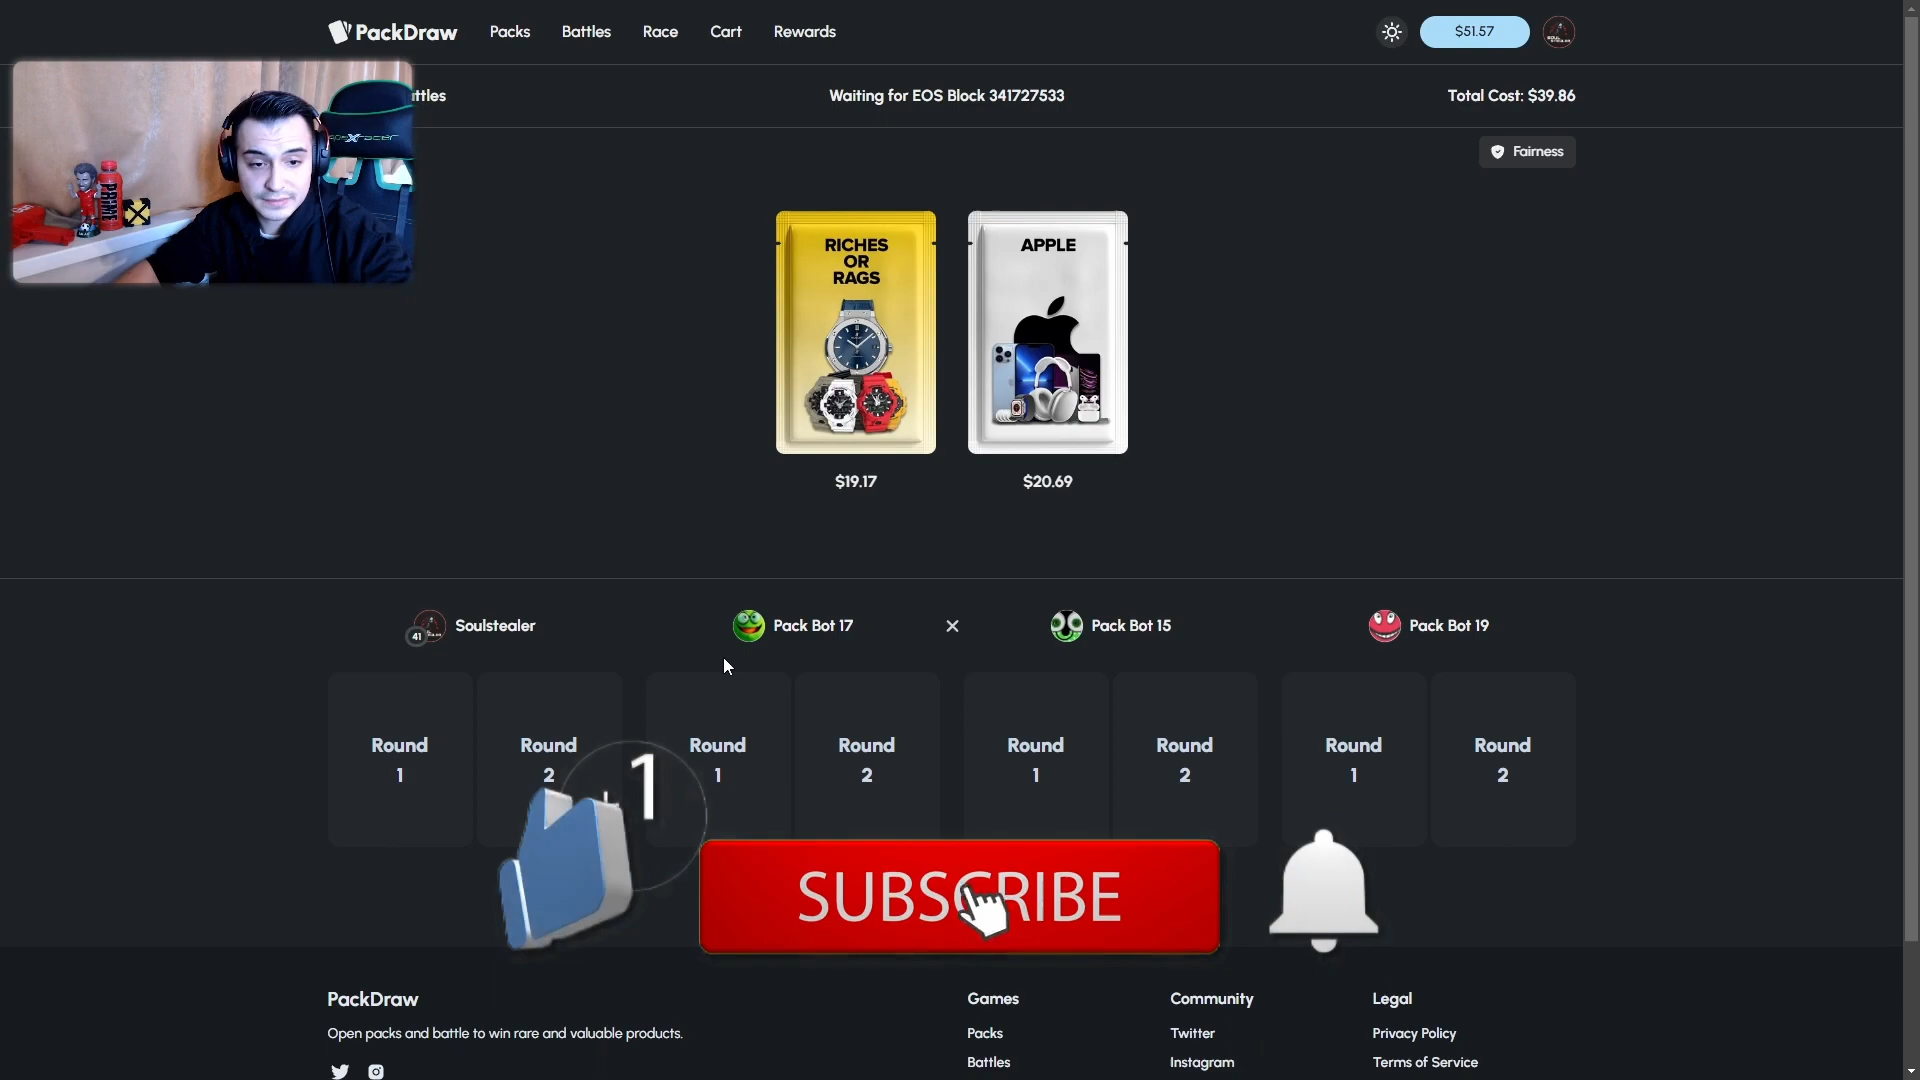 PackDraw
Packs
Battles
Race
Cart
Rewards
$51.57
ttles
Waiting for EOS Block 341727533
Total Cost: $39.86
Fairness
PRIME
RICHES
OR
RAGS
APPLE
$19.17
$20.69
41
Soulstealer
Pack Bot 17
Pack Bot 15
Pack Bot 19
Round
1
Round
2
Round
1
Round
2
Round
1
Round
2
Round
1
Round
2
1
SUBSCRIBE
PackDraw
Open packs and battle to win rare and valuable products.
Games
Packs
Battles
Community
Twitter
Instagram
Legal
Privacy Policy
Terms of Service